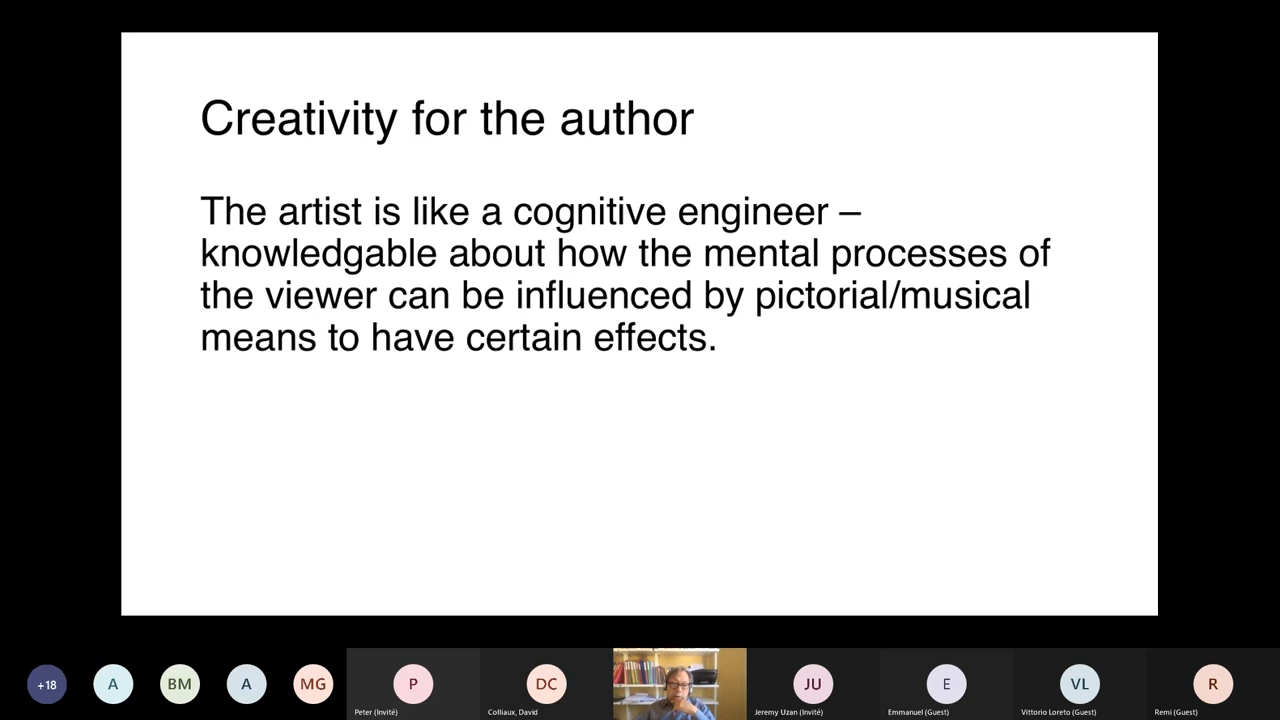 Creativity for the author
The artist is like a cognitive engineer –
knowledgable about how the mental processes of
the viewer can be influenced by pictorial/musical
means to have certain effects.
+18
A
BM
A
MG
P
Peter (Invité)
DC
Colliaux, David
JU
Jeremy Uzan (Invité)
E
Emmanuel (Guest)
VL
Vittorio Loreto (Guest)
R
Remi (Guest)